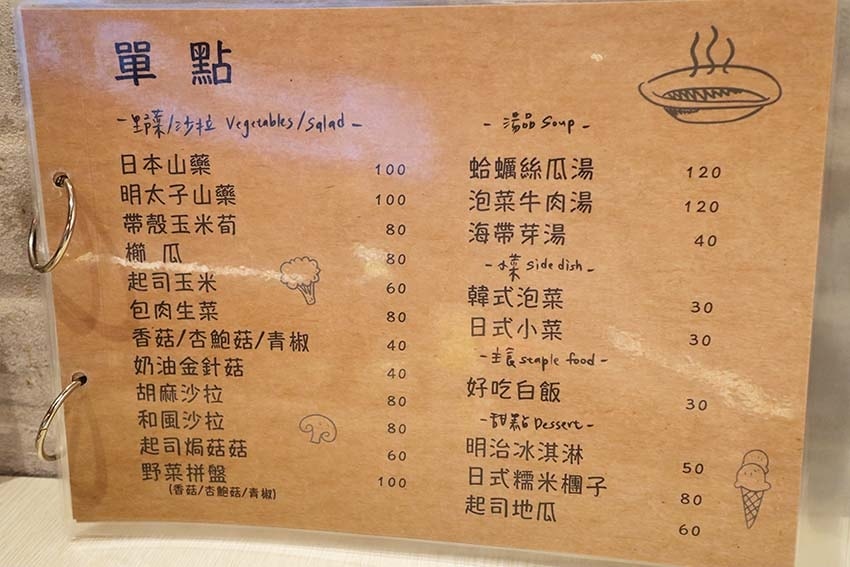 單 點
-野菜/沙拉 Vegetables/Salad-
日本山藥 100
明太子山藥 100
帶殼玉米荀 80
櫛 瓜 80
起司玉米 60
包肉生菜 80
香菇/杏鮑菇/青椒 40
奶油金針菇 40
胡麻沙拉 80
和風沙拉 80
起司焗菇菇 60
野菜拼盤 100
(香菇/杏鮑菇/青椒)
-湯品 Soup-
蛤蠣絲瓜湯 120
泡菜牛肉湯 120
海帶芽湯 40
-小菜 Side dish-
韓式泡菜 30
日式小菜 30
-主食 staple food-
好吃白飯 30
-甜點 Dessert-
明治冰淇淋 50
日式糯米糰子 80
起司地瓜 60